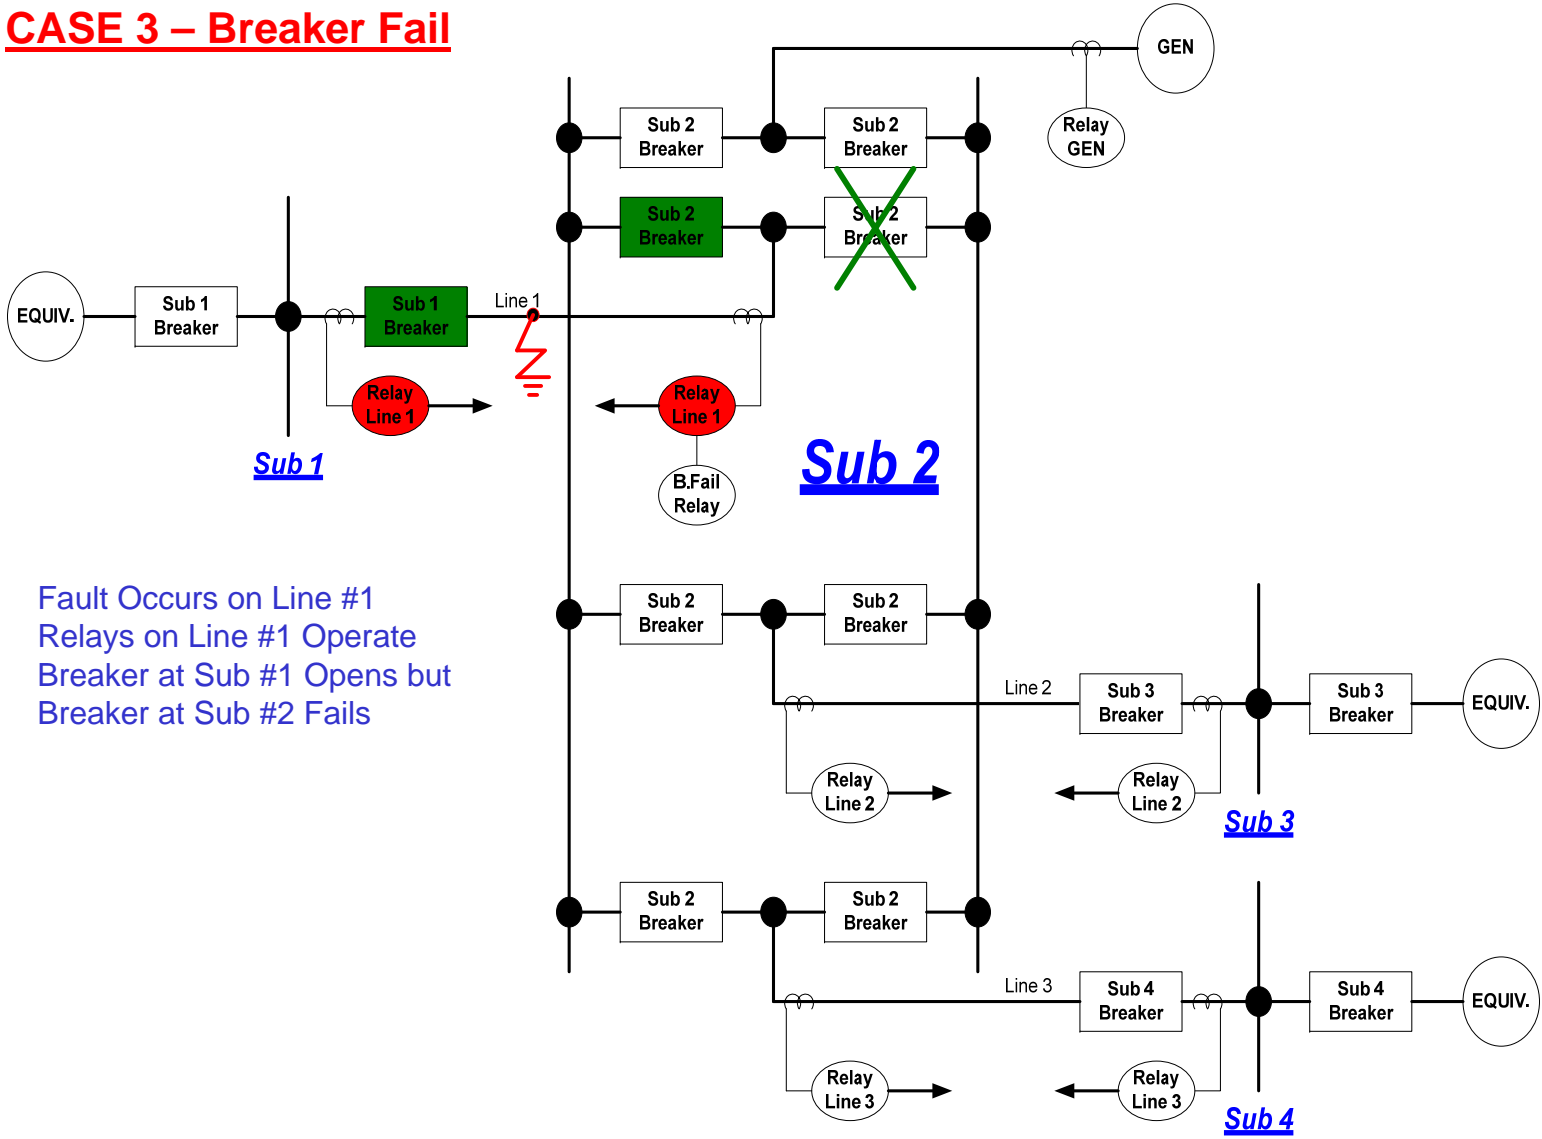 CASE 3 – Breaker Fail
GEN
Relay
GEN
Sub 2
Breaker
Sub 2
Breaker
Sub 2
Breaker
Sub 2
Breaker
EQUIV.
Sub 1
Breaker
Sub 1
Breaker
Line 1
Relay
Line 1
Relay
Line 1
Sub 1
Sub 2
B.Fail
Relay
Fault Occurs on Line #1
Relays on Line #1 Operate
Breaker at Sub #1 Opens but
Breaker at Sub #2 Fails
Sub 2
Breaker
Sub 2
Breaker
Line 2
Sub 3
Breaker
Sub 3
Breaker
EQUIV.
Relay
Line 2
Relay
Line 2
Sub 3
Sub 2
Breaker
Sub 2
Breaker
Line 3
Sub 4
Breaker
Sub 4
Breaker
EQUIV.
Relay
Line 3
Relay
Line 3
Sub 4